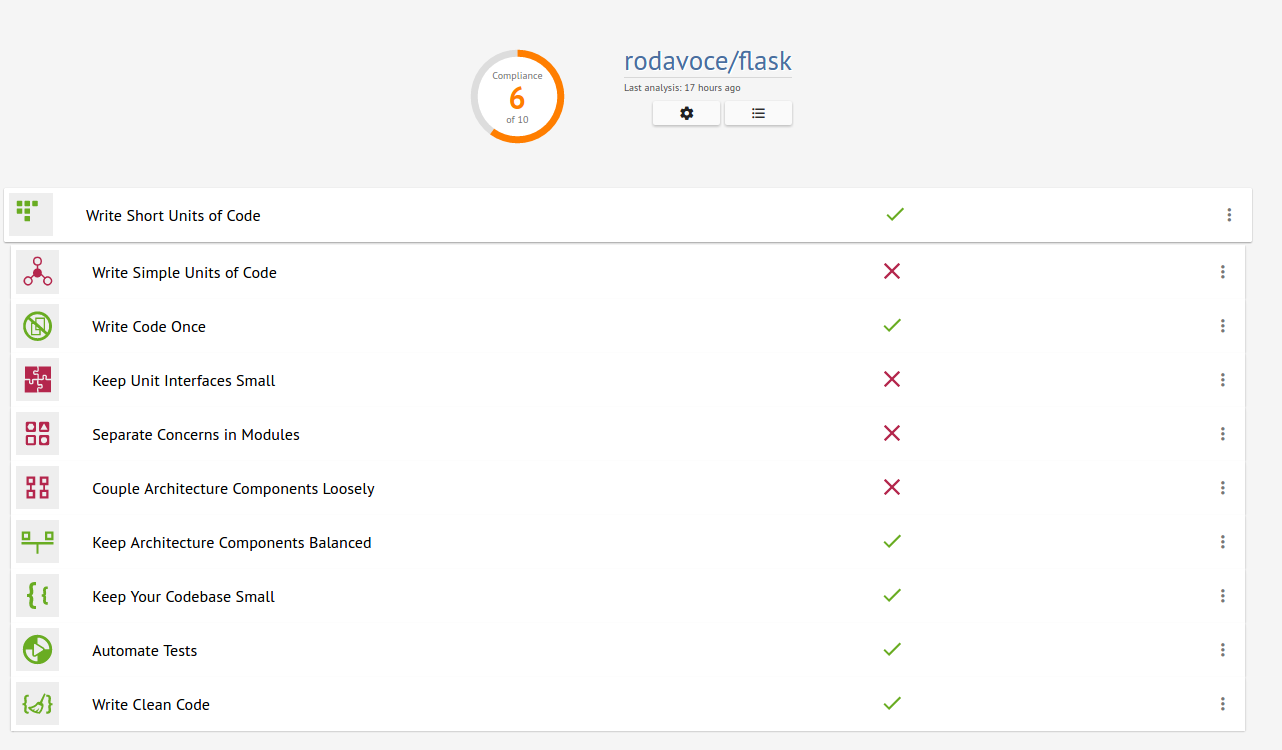 Compliance
6
of 10
rodavoce/flask
Last analysis: 17 hours ago
Write Short Units of Code
Write Simple Units of Code
Write Code Once
Keep Unit Interfaces Small
Separate Concerns in Modules
Couple Architecture Components Loosely
Keep Architecture Components Balanced
Keep Your Codebase Small
Automate Tests
Write Clean Code